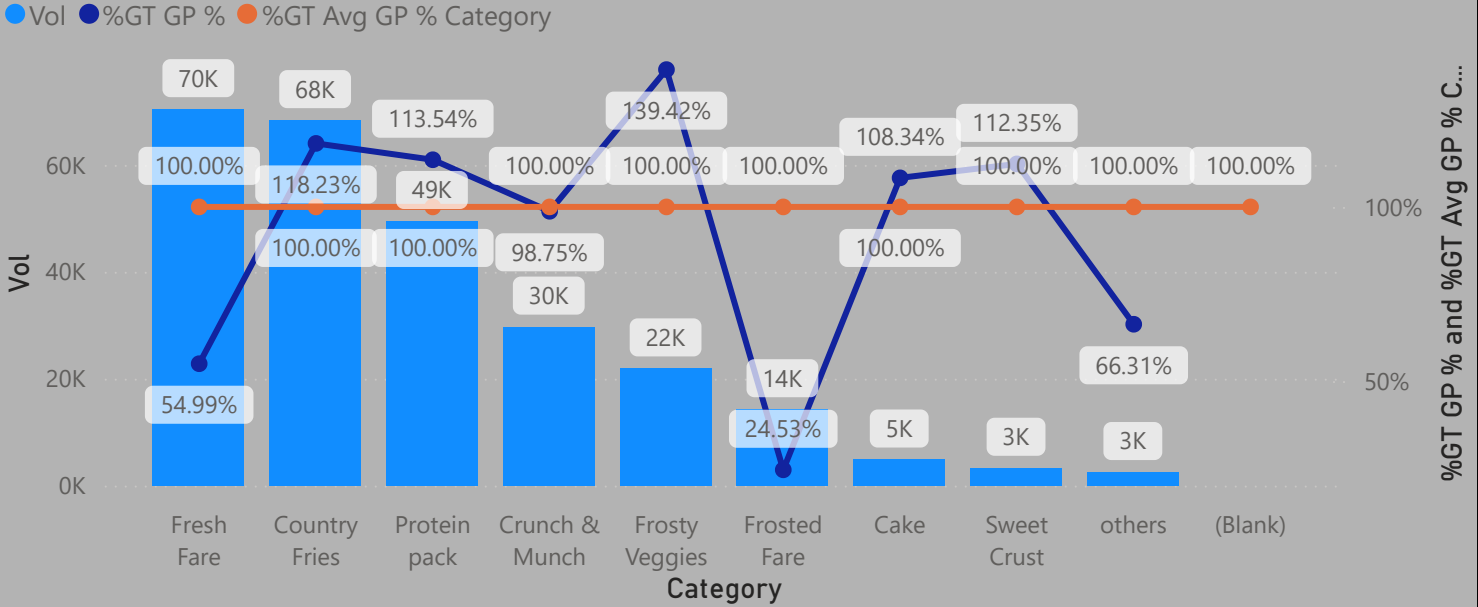 Vol %GT GP % %GT Avg GP % Category
70K
68K
113.54%
139.42%
108.34%
112.35%
60K
100.00%
118.23%
49K
100.00%
100.00%
100.00%
100.00%
100.00%
100.00%
100%
100.00%
100.00%
98.75%
100.00%
40K
30K
22K
14K
66.31%
20K
50%
54.99%
24.53%
5K
3K
3K
0K
Vol
%GT GP % and %GT Avg GP % C...
Fresh Fare
Country Fries
Protein pack
Crunch & Munch
Frosty Veggies
Frosted Fare
Cake
Sweet Crust
others
(Blank)
Category